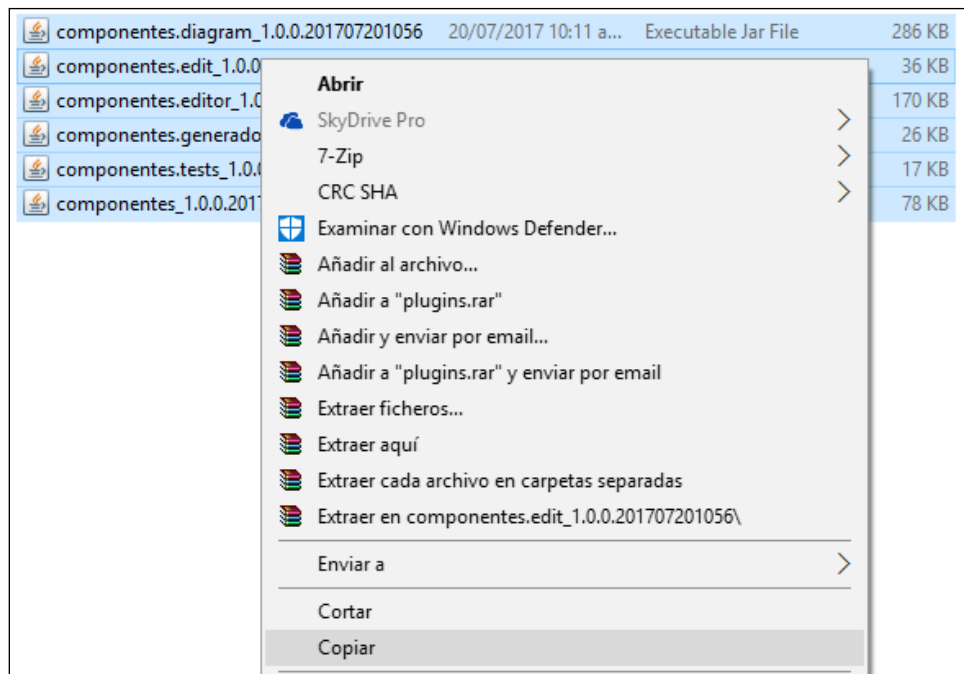 componentes.diagram_1.0.0.201707201056 20/07/2017 10:11 a... Executable Jar File 286 KB
componentes.edit_1.0.0 36 KB
componentes.editor_1.0 170 KB
componentes.generado 26 KB
componentes.tests_1.0. 17 KB
componentes_1.0.0.201 78 KB
Abrir
SkyDrive Pro
7-Zip
CRC SHA
Examinar con Windows Defender...
Añadir al archivo...
Añadir a "plugins.rar"
Añadir y enviar por email...
Añadir a "plugins.rar" y enviar por email
Extraer ficheros...
Extraer aquí
Extraer cada archivo en carpetas separadas
Extraer en componentes.edit_1.0.0.201707201056\
Enviar a
Cortar
Copiar